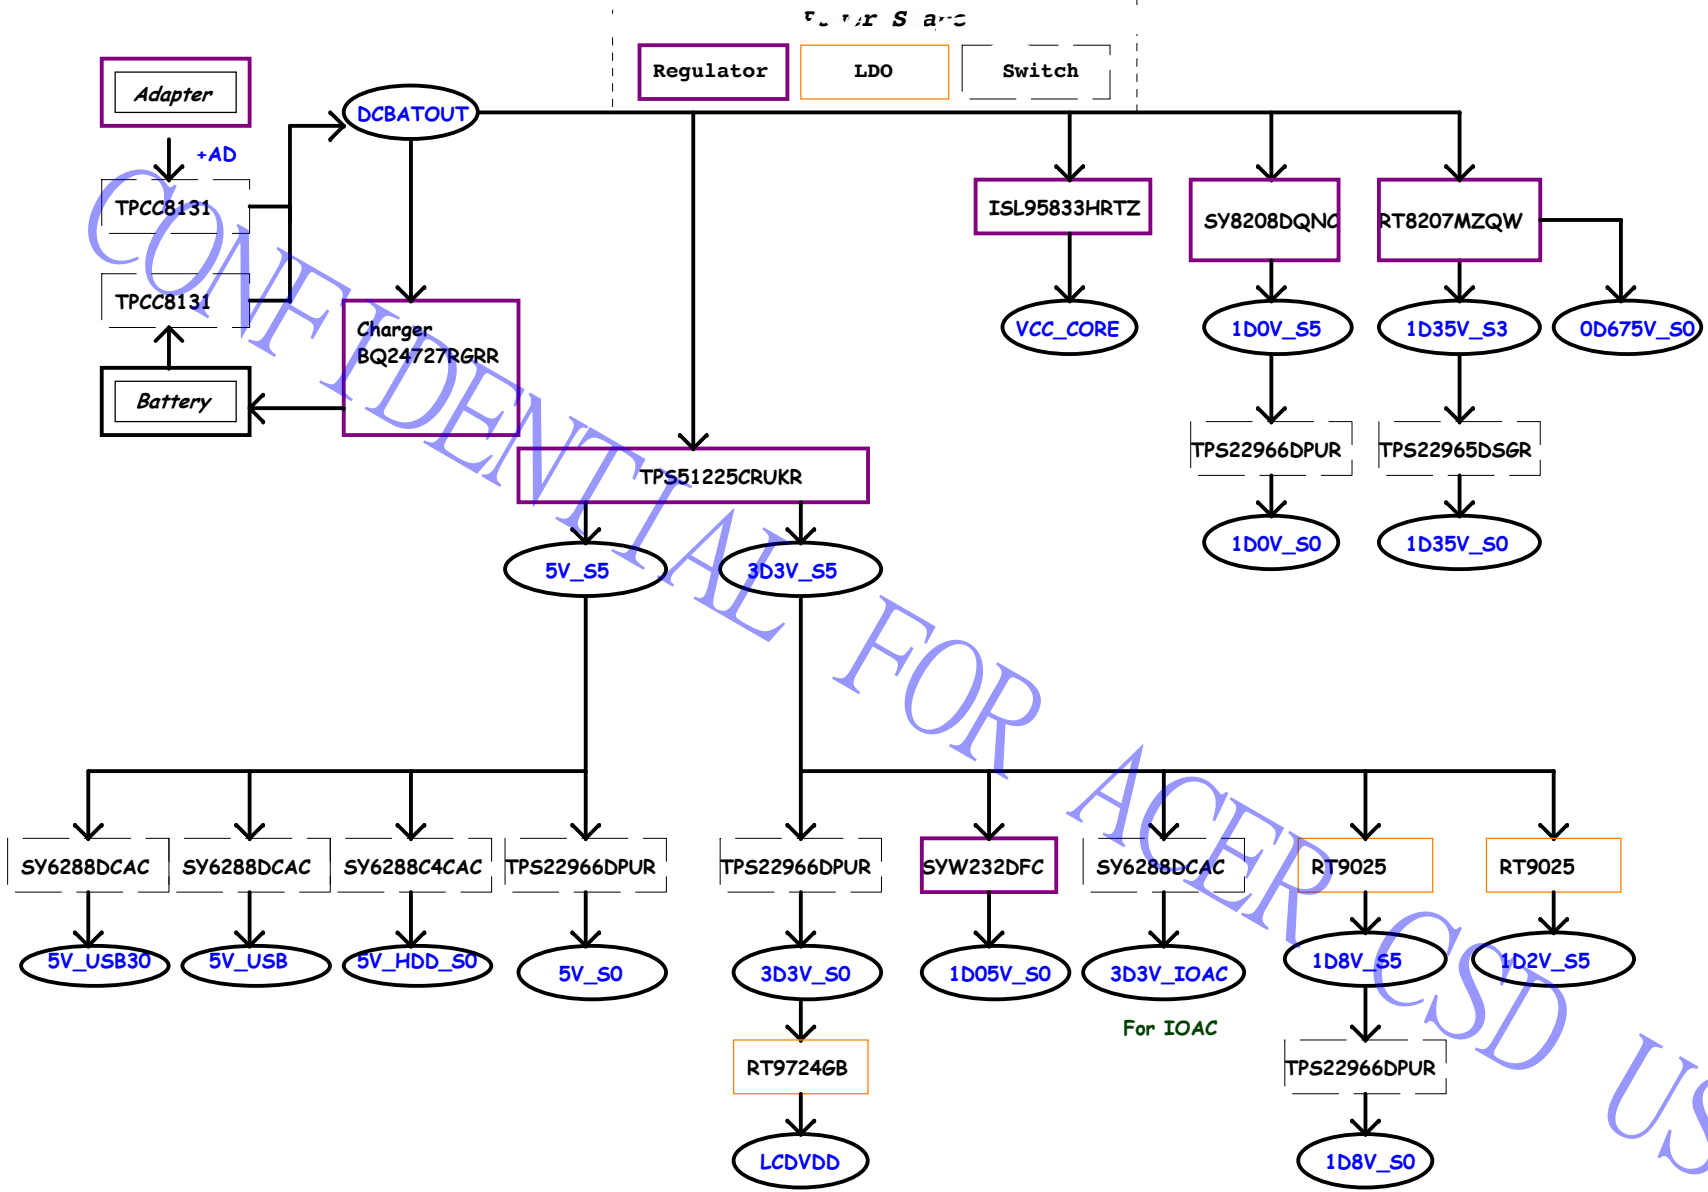 Regulator
LDO
Switch
Adapter
DCBATOUT
+AD
TPCC8131
ISL95833HRTZ
SY8208DQNC
RT8207MZQW
TPCC8131
Charger
BQ24727RGRR
VCC_CORE
1D0V_S5
1D35V_S3
0D675V_S0
Battery
TPS22966DPUR
TPS22965DSGR
TPS51225CRUKR
1D0V_S0
1D35V_S0
5V_S5
3D3V_S5
SY6288DCAC
SY6288DCAC
SY6288C4CAC
TPS22966DPUR
TPS22966DPUR
SYW232DFC
SY6288DCAC
RT9025
RT9025
5V_USB30
5V_USB
5V_HDD_S0
5V_S0
3D3V_S0
1D05V_S0
3D3V_IOAC
1D8V_S5
1D2V_S5
For IOAC
RT9724GB
TPS22966DPUR
LCDVDD
1D8V_S0
CONFIDENTIAL FOR ACER CSD US